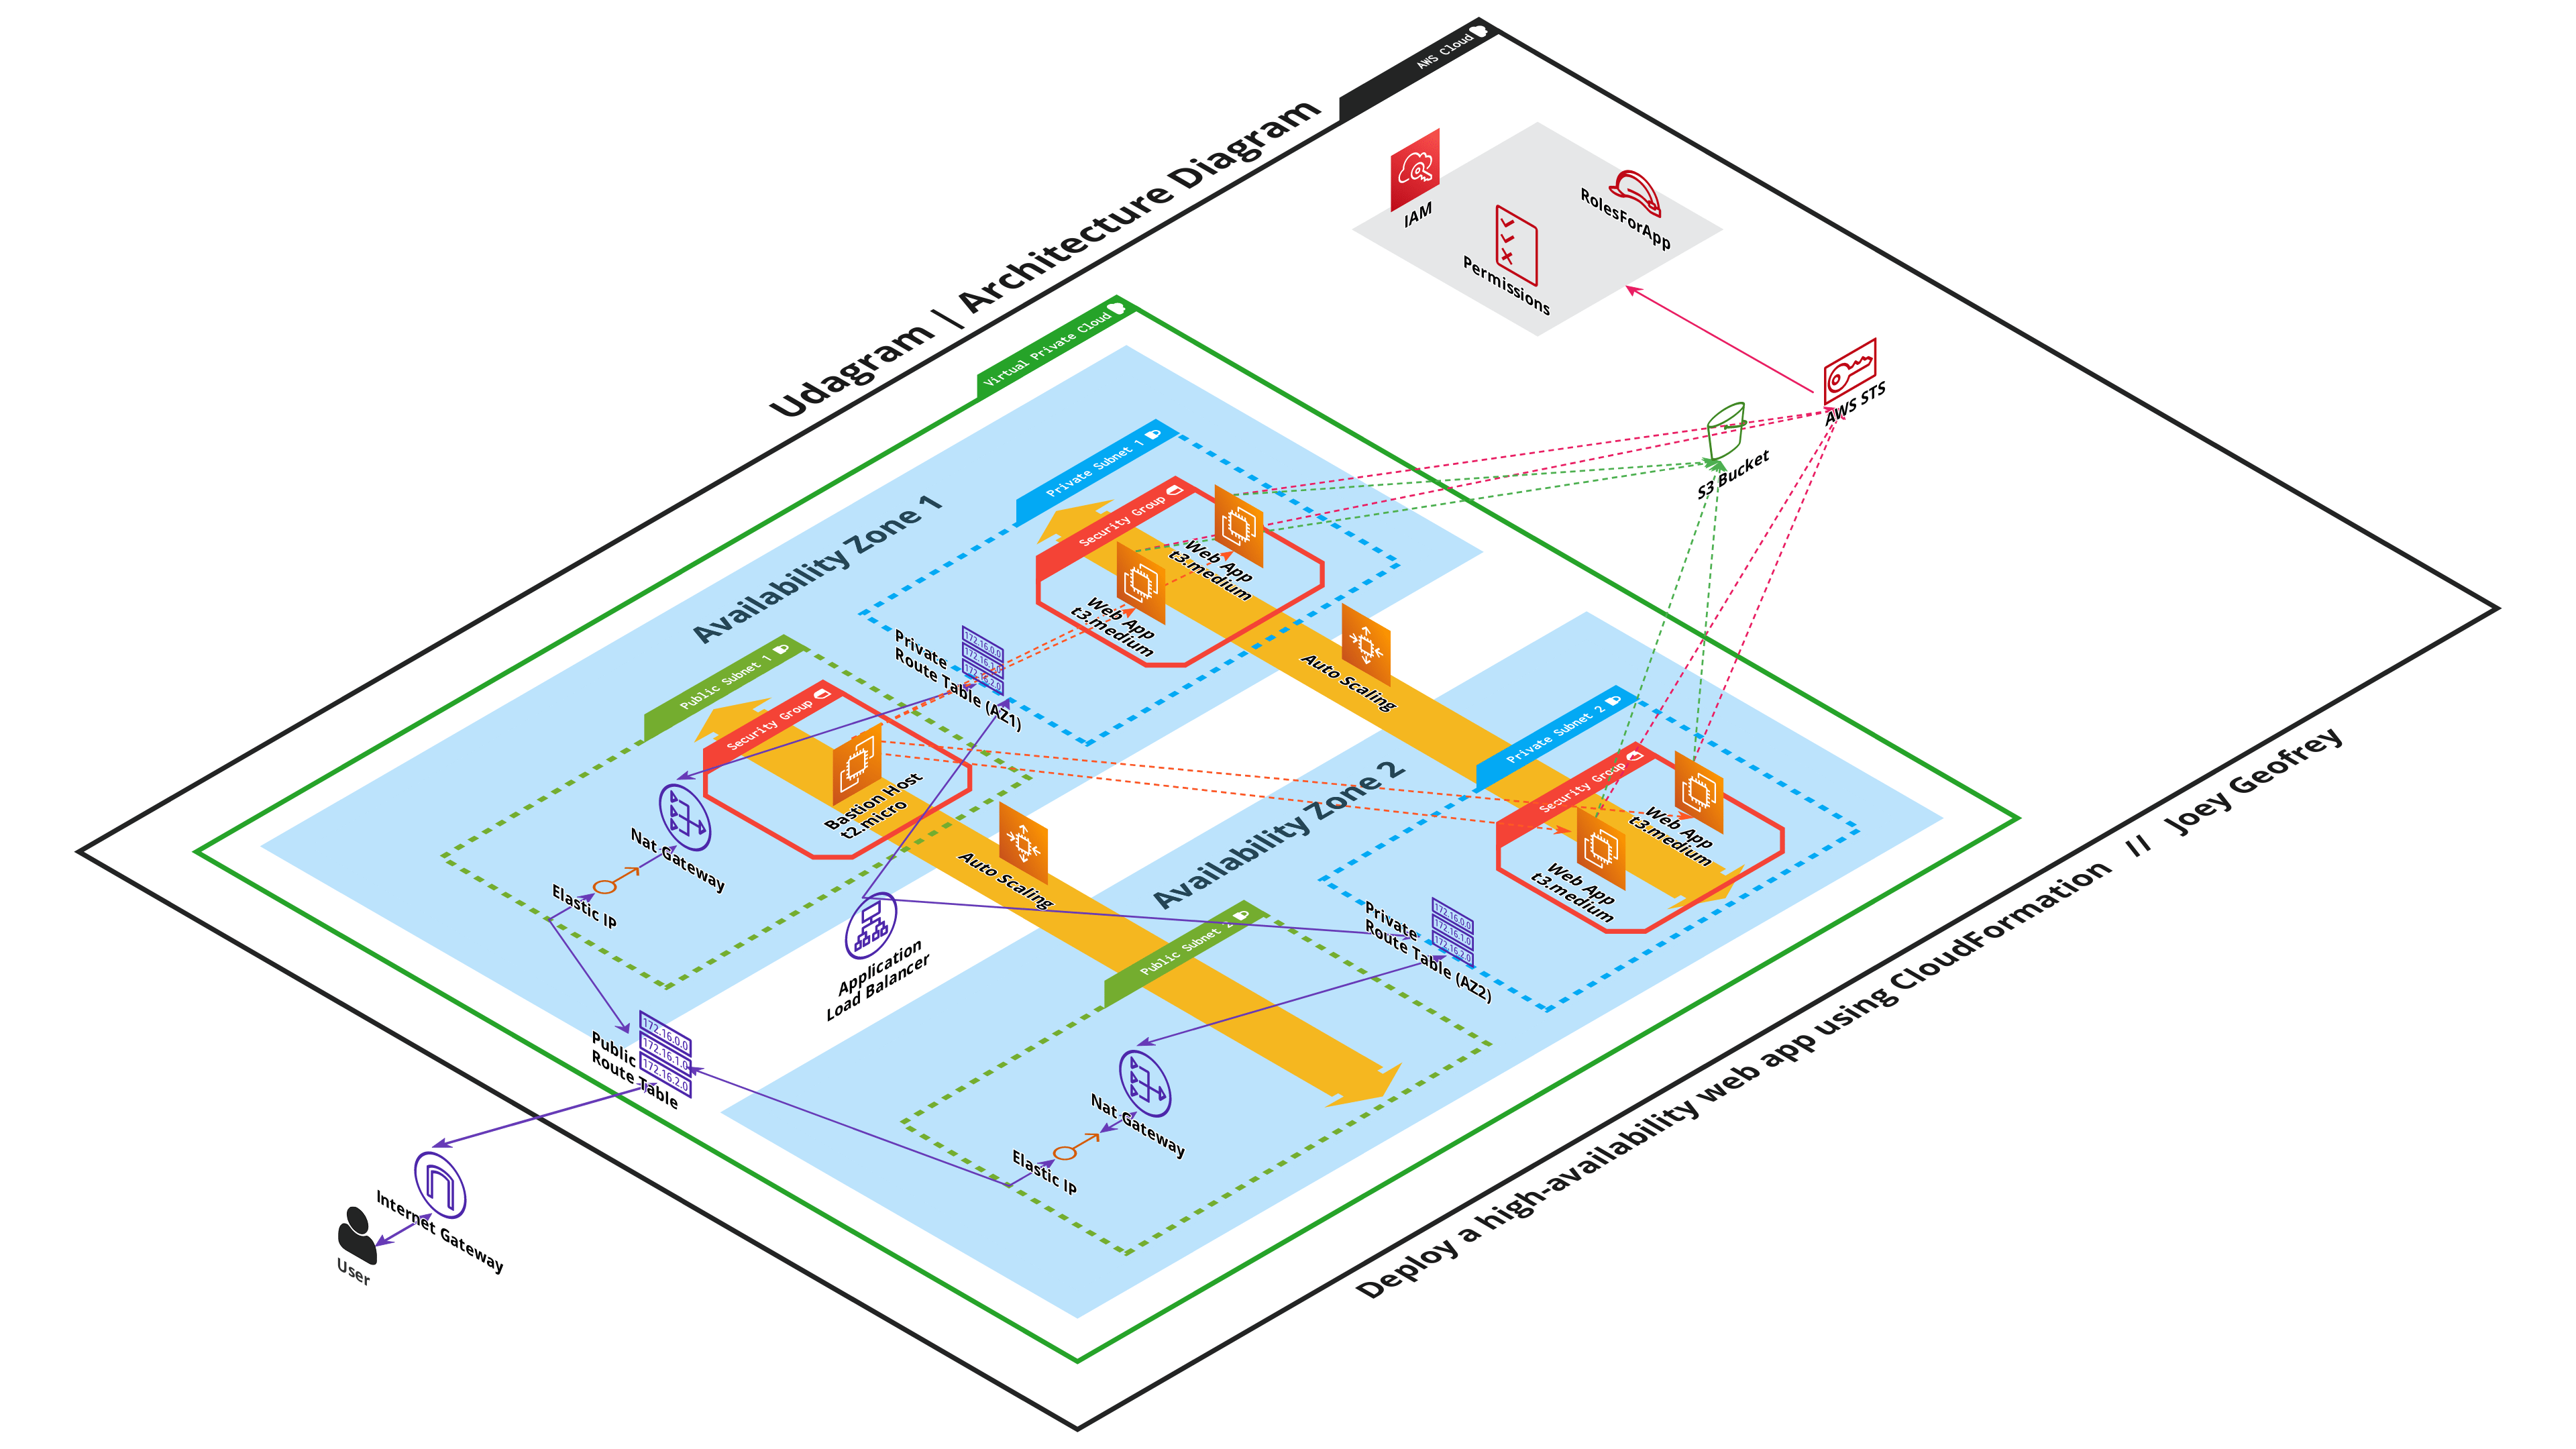 AWS Cloud
Udagram | Architecture Diagram
IAM
RolesForApp
Permissions
Virtual Private Cloud
AWS STS
S3 Bucket
Availability Zone 1
Private Subnet 1
Security Group
Web App
t3.medium
Web App
t3.medium
Private
Route Table (AZ1)
172.16.0.0
172.16.1.0
172.16.2.0
Auto Scaling
Public Subnet 1
Security Group
Bastion Host
t2.micro
Nat Gateway
Elastic IP
Auto Scaling
Application
Load Balancer
Availability Zone 2
Private Subnet 2
Security Group
Web App
t3.medium
Web App
t3.medium
Private
Route Table (AZ2)
172.16.0.0
172.16.1.0
172.16.2.0
Public Subnet 2
Nat Gateway
Elastic IP
Public
Route Table
172.16.0.0
172.16.1.0
172.16.2.0
Internet Gateway
User
Deploy a high-availability web app using CloudFormation // Joey Geofrey